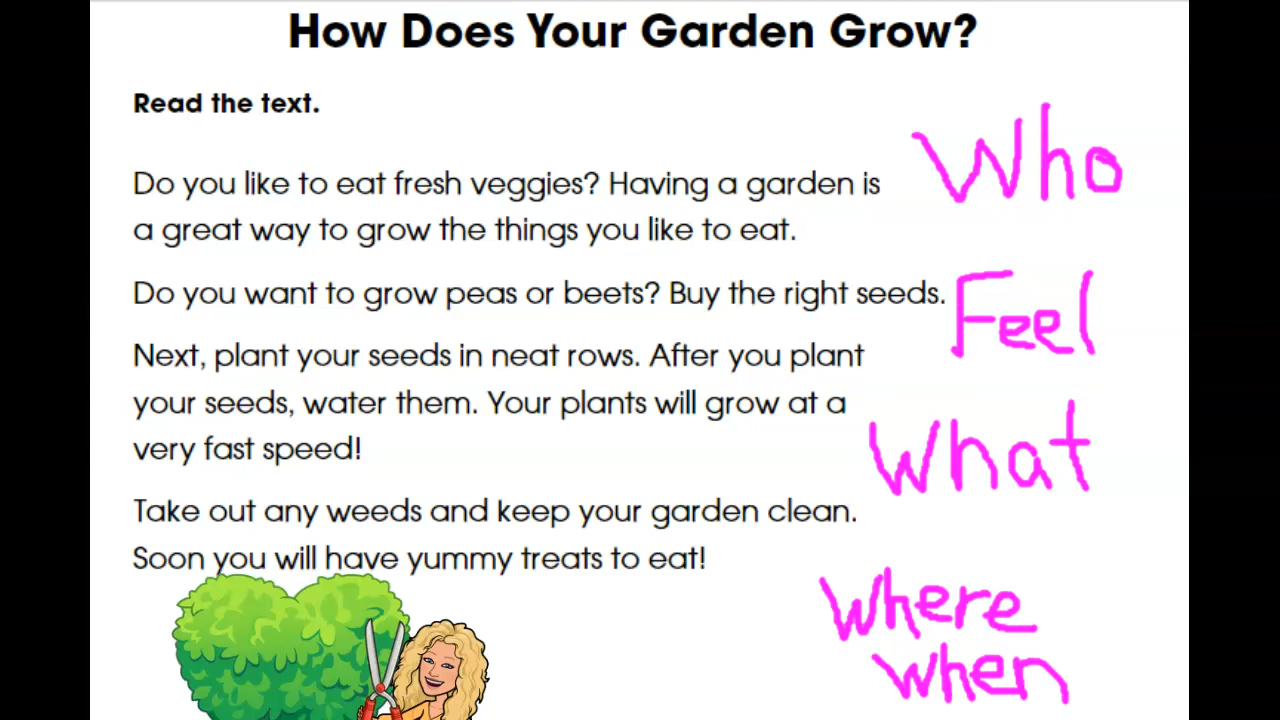 How Does Your Garden Grow?
Read the text.
Who
Do you like to eat fresh veggies? Having a garden is
a great way to grow the things you like to eat.
Do you want to grow peas or beets? Buy the right seeds.
Feel
Next, plant your seeds in neat rows. After you plant
your seeds, water them. Your plants will grow at a
very fast speed!
What
Take out any weeds and keep your garden clean.
Soon you will have yummy treats to eat!
Where
when